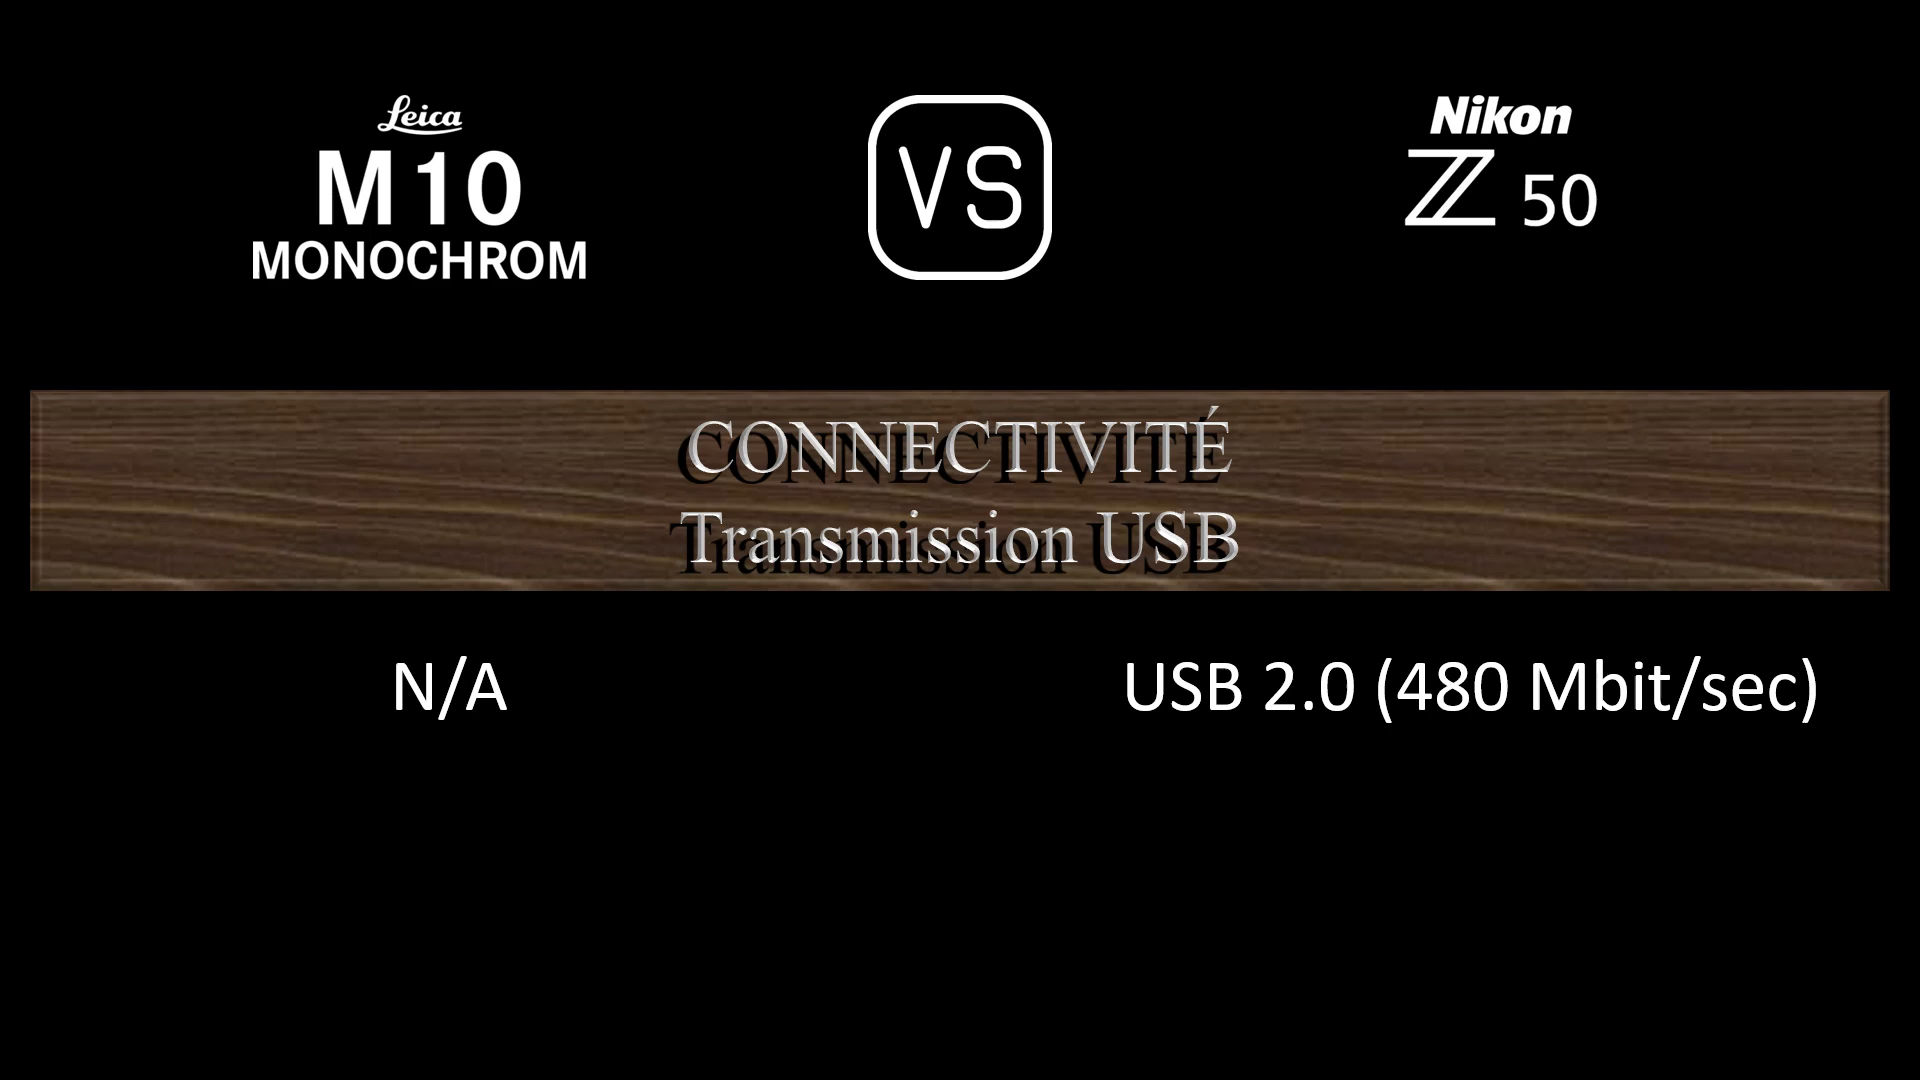 Leica
M10
MONOCHROM
VS
Nikon
Z 50
CONNECTIVITÉ
Transmission USB
N/A
USB 2.0 (480 Mbit/sec)